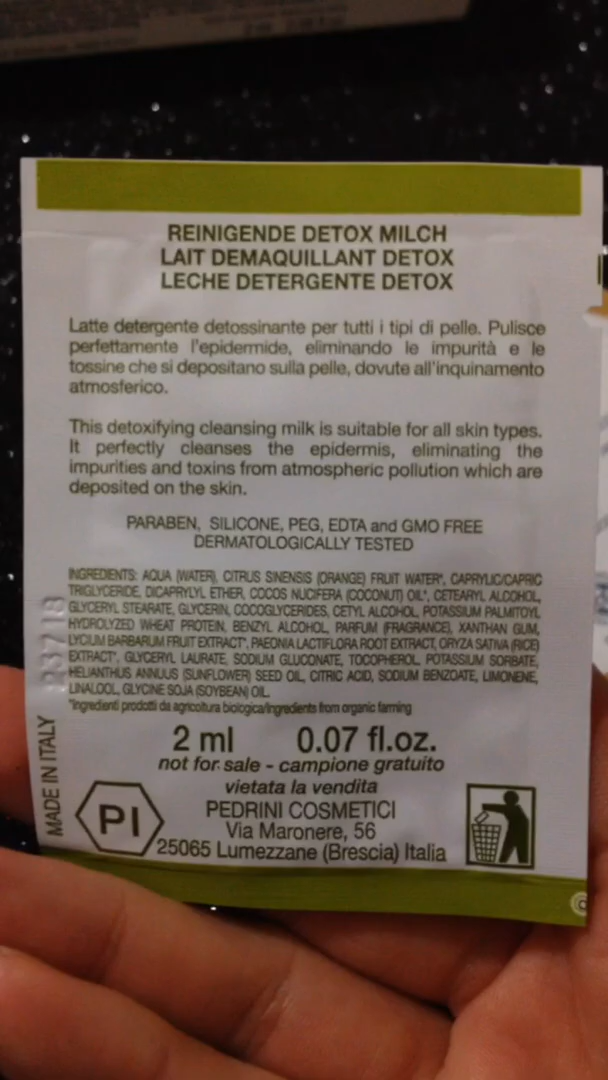 REINIGENDE DETOX MILCH
LAIT DEMAQUILLANT DETOX
LECHE DETERGENTE DETOX
Latte detergente detossinante per tutti i tipi di pelle. Pulisce
perfettamente l'epidermide, eliminando le impurità e le
tossine che si depositano sulla pelle, dovute all'inquinamento
atmosferico.
This detoxifying cleansing milk is suitable for all skin types.
It perfectly cleanses the epidermis, eliminating the
impurities and toxins from atmospheric pollution which are
deposited on the skin.
PARABEN, SILICONE, PEG, EDTA and GMO FREE
DERMATOLOGICALLY TESTED
INGREDIENTS: AQUA (WATER), CITRUS SINENSIS (ORANGE) FRUIT WATER*, CAPRYLIC/CAPRIC
TRIGLYCERIDE, DICAPRYLYL ETHER, COCOS NUCIFERA (COCONUT) OIL*, CETEARYL ALCOHOL,
GLYCERYL STEARATE, GLYCERIN, COCOGLYCERIDES, CETYL ALCOHOL, POTASSIUM PALMITOYL
HYDROLYZED WHEAT PROTEIN, BENZYL ALCOHOL, PARFUM (FRAGRANCE), XANTHAN GUM,
LYCIUM BARBARUM FRUIT EXTRACT*, PAEONIA LACTIFLORA ROOT EXTRACT, ORYZA SATIVA (RICE)
EXTRACT*, GLYCERYL LAURATE, SODIUM GLUCONATE, TOCOPHEROL, POTASSIUM SORBATE,
HELIANTHUS ANNUUS (SUNFLOWER) SEED OIL, CITRIC ACID, SODIUM BENZOATE, LIMONENE,
LINALOOL, GLYCINE SOJA (SOYBEAN) OIL.
*Ingredienti prodotti da agricoltura biologica/Ingredients from organic farming
2 ml 0.07 fl.oz.
not for sale - campione gratuito
vietata la vendita
PEDRINI COSMETICI
Via Maronere, 56
25065 Lumezzane (Brescia) Italia
PI
MADE IN ITALY